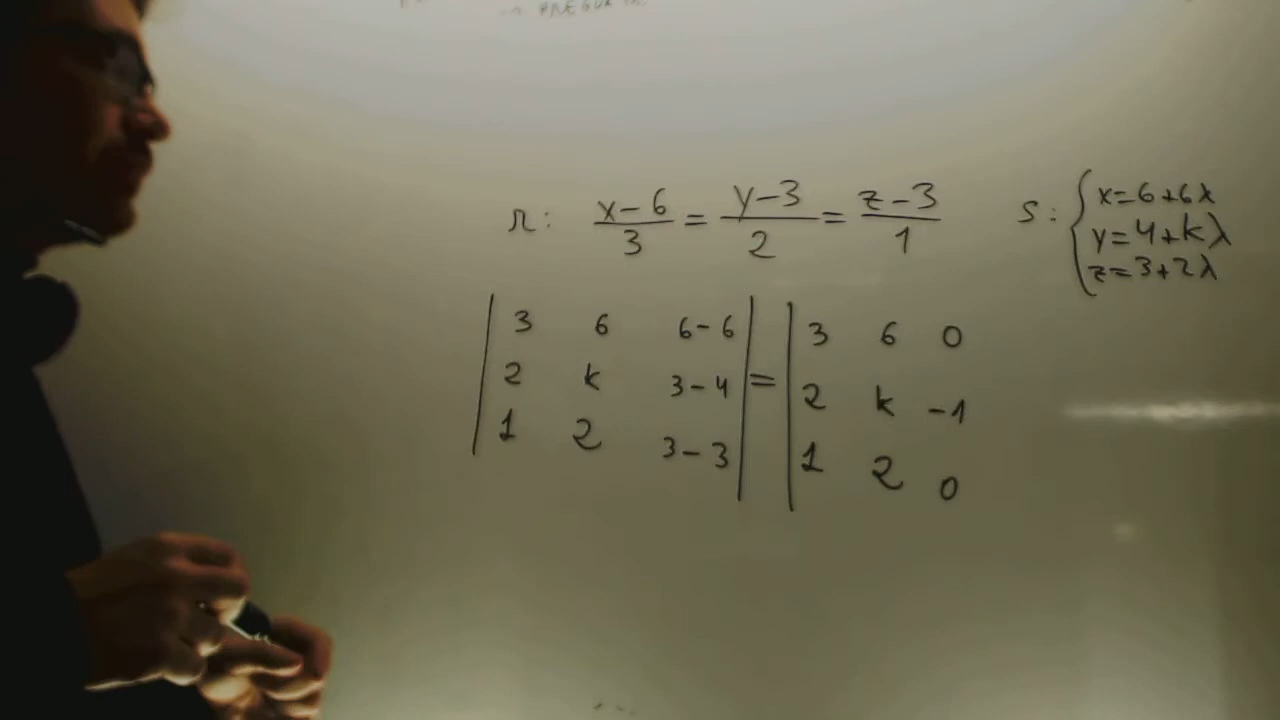 r: x-6/3 = y-3/2 = z-3/1
s: { x=6+6λ
y=4+kλ
z=3+2λ
| 3 6 6-6 | = | 3 6 0 |
| 2 k 3-4 | | 2 k -1 |
| 1 2 3-3 | | 1 2 0 |